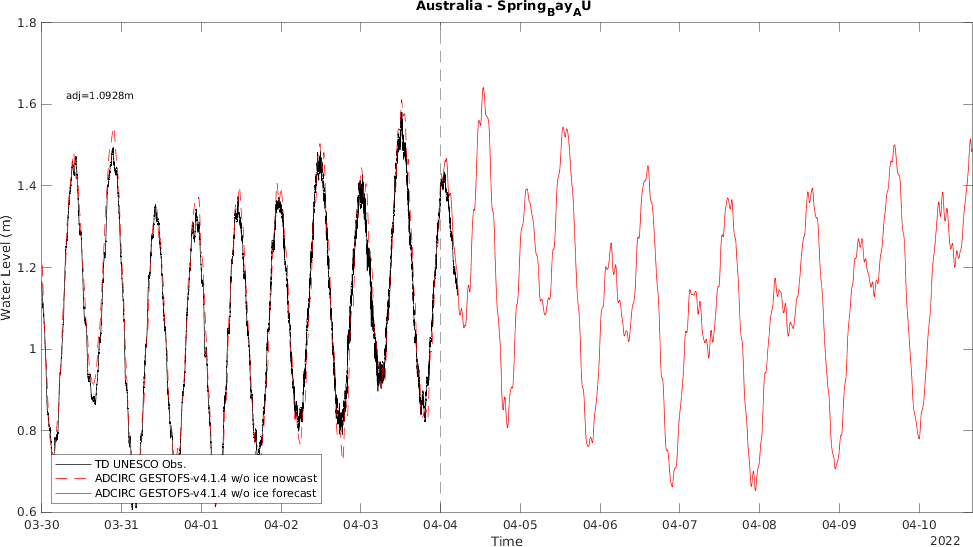 Australia - SpringBayAU
1.8
1.6
1.4
1.2
1
0.8
0.6
Water Level (m)
adj=1.0928m
TD UNESCO Obs.
ADCIRC GESTOFS-v4.1.4 w/o ice nowcast
ADCIRC GESTOFS-v4.1.4 w/o ice forecast
03-30 03-31 04-01 04-02 04-03 04-04 04-05 04-06 04-07 04-08 04-09 04-10
Time
2022